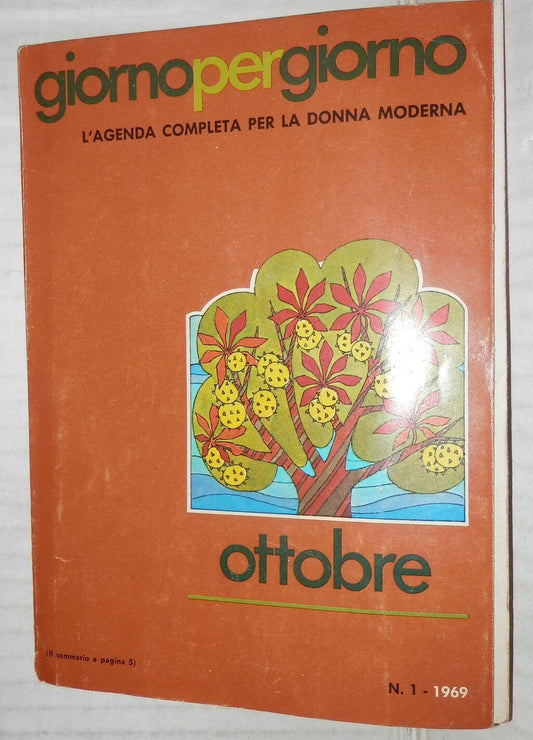 giornopergiorno
L'AGENDA COMPLETA PER LA DONNA MODERNA
ottobre
(Il sommario a pagina 5)
N. 1 - 1969